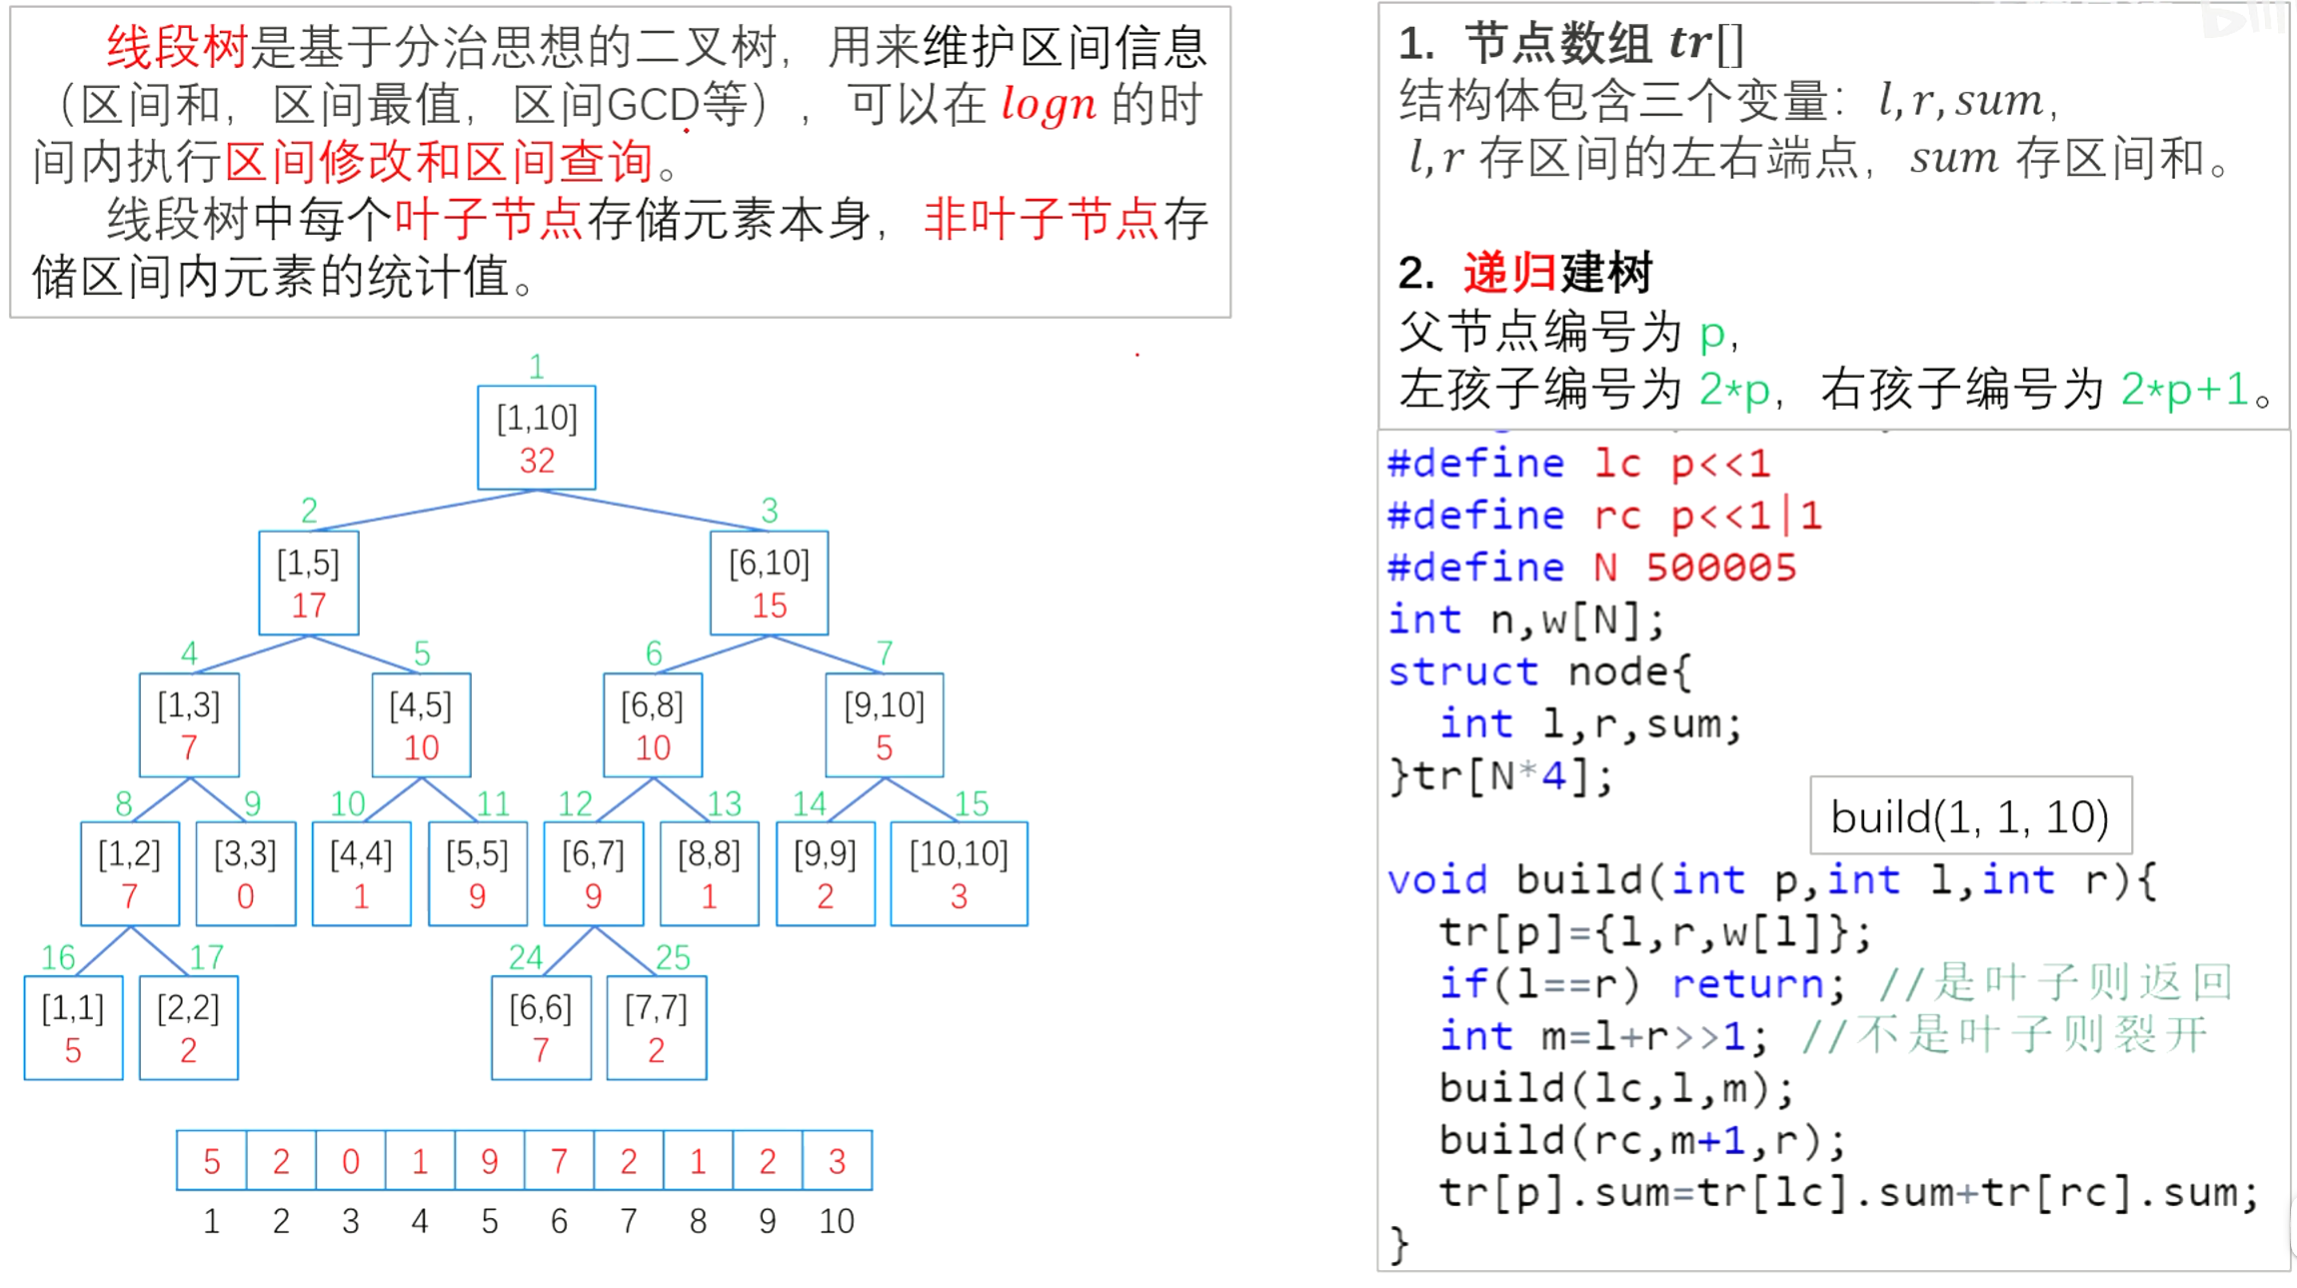 线段树是基于分治思想的二叉树，用来维护区间信息
（区间和，区间最值，区间GCD等），可以在 logn 的时
间内执行区间修改和区间查询。
线段树中每个叶子节点存储元素本身，非叶子节点存
储区间内元素的统计值。
1
[1,10]
32
2 3
[1,5] [6,10]
17 15
4 5 6 7
[1,3] [4,5] [6,8] [9,10]
7 10 10 5
8 9 10 11 12 13 14 15
[1,2] [3,3] [4,4] [5,5] [6,7] [8,8] [9,9] [10,10]
7 0 1 9 9 1 2 3
16 17 24 25
[1,1] [2,2] [6,6] [7,7]
5 2 7 2
5 2 0 1 9 7 2 1 2 3
1 2 3 4 5 6 7 8 9 10
1. 节点数组 tr[]
结构体包含三个变量：l,r,sum，
l,r 存区间的左右端点，sum 存区间和。
2. 递归建树
父节点编号为 p，
左孩子编号为 2*p，右孩子编号为 2*p+1。
#define lc p<<1
#define rc p<<1|1
#define N 500005
int n,w[N];
struct node{
int l,r,sum;
}tr[N*4];
build(1, 1, 10)
void build(int p,int l,int r){
tr[p]={l,r,w[l]};
if(l==r) return; //是叶子则返回
int m=l+r>>1; //不是叶子则裂开
build(lc,l,m);
build(rc,m+1,r);
tr[p].sum=tr[lc].sum+tr[rc].sum;
}